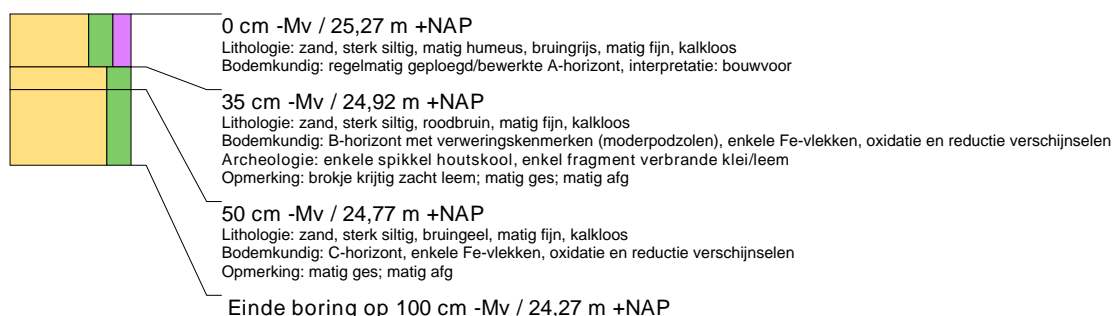 0 cm -Mv / 25,27 m +NAP
Lithologie: zand, sterk siltig, matig humeus, bruingrijs, matig fijn, kalkloos
Bodemkundig: regelmatig geploegd/bewerkte A-horizont, interpretatie: bouwvoor
35 cm -Mv / 24,92 m +NAP
Lithologie: zand, sterk siltig, roodbruin, matig fijn, kalkloos
Bodemkundig: B-horizont met verweringskenmerken (moderpodzolen), enkele Fe-vlekken, oxidatie en reductie verschijnselen
Archeologie: enkele spikkel houtskool, enkel fragment verbrande klei/leem
Opmerking: brokje krijtig zacht leem; matig ges; matig afg
50 cm -Mv / 24,77 m +NAP
Lithologie: zand, sterk siltig, bruingeel, matig fijn, kalkloos
Bodemkundig: C-horizont, enkele Fe-vlekken, oxidatie en reductie verschijnselen
Opmerking: matig ges; matig afg
Einde boring op 100 cm -Mv / 24,27 m +NAP